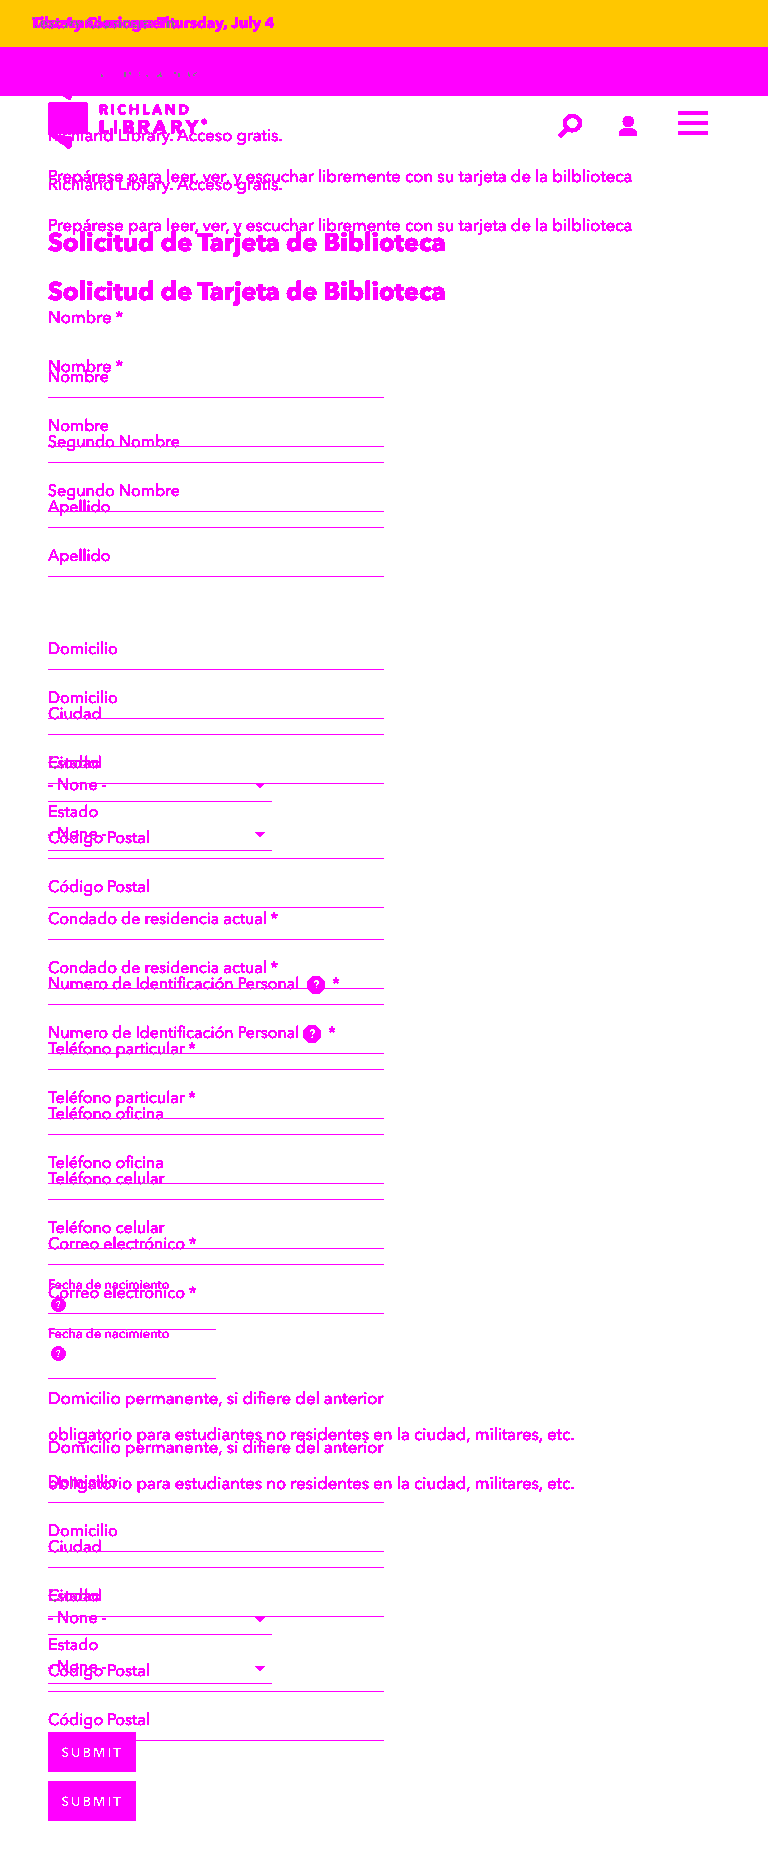 Library Closing: Thursday, July 4
RICHLAND
LIBRARY
Richland Library. Acceso gratis.
Prepárese para leer, ver, y escuchar libremente con su tarjeta de la bilblioteca
Richland Library. Acceso gratis.
Prepárese para leer, ver, y escuchar libremente con su tarjeta de la bilblioteca
Solicitud de Tarjeta de Biblioteca
Solicitud de Tarjeta de Biblioteca
Nombre *
Nombre *
Nombre
Nombre
Segundo Nombre
Segundo Nombre
Apellido
Apellido
Domicilio
Domicilio
Ciudad
Ciudad
Estado
- None -
Estado
- None -
Código Postal
Código Postal
Condado de residencia actual *
Condado de residencia actual *
Numero de Identificación Personal ? *
Numero de Identificación Personal ? *
Teléfono particular *
Teléfono particular *
Teléfono oficina
Teléfono oficina
Teléfono celular
Teléfono celular
Correo electrónico *
Fecha de nacimiento
Correo electrónico *
?
Fecha de nacimiento
?
Domicilio permanente, si difiere del anterior
obligatorio para estudiantes no residentes en la ciudad, militares, etc.
Domicilio permanente, si difiere del anterior
Domicilio
obligatorio para estudiantes no residentes en la ciudad, militares, etc.
Domicilio
Ciudad
Ciudad
Estado
- None -
Estado
- None -
Código Postal
Código Postal
SUBMIT
SUBMIT